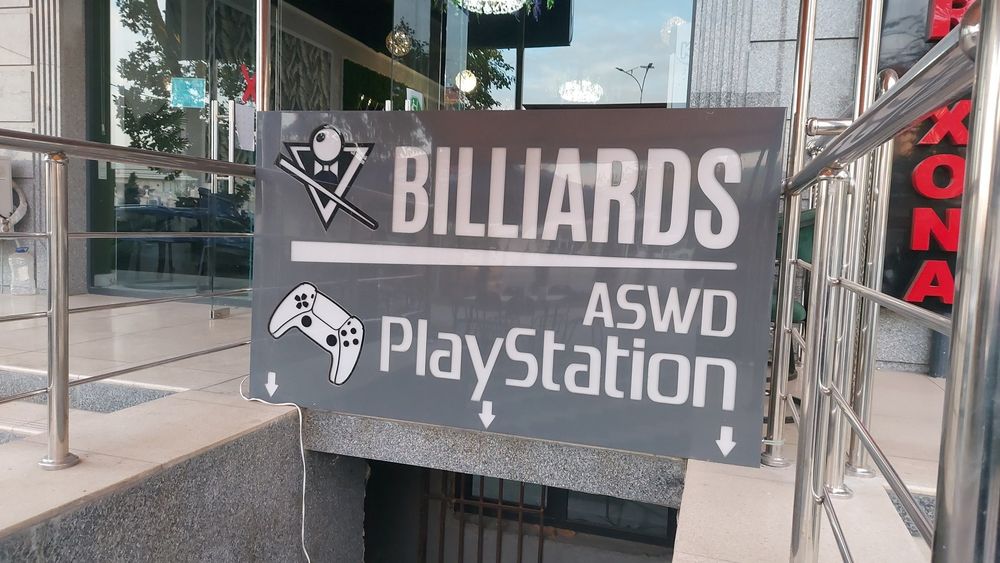 BILLIARDS
ASWD
PlayStation
XONA